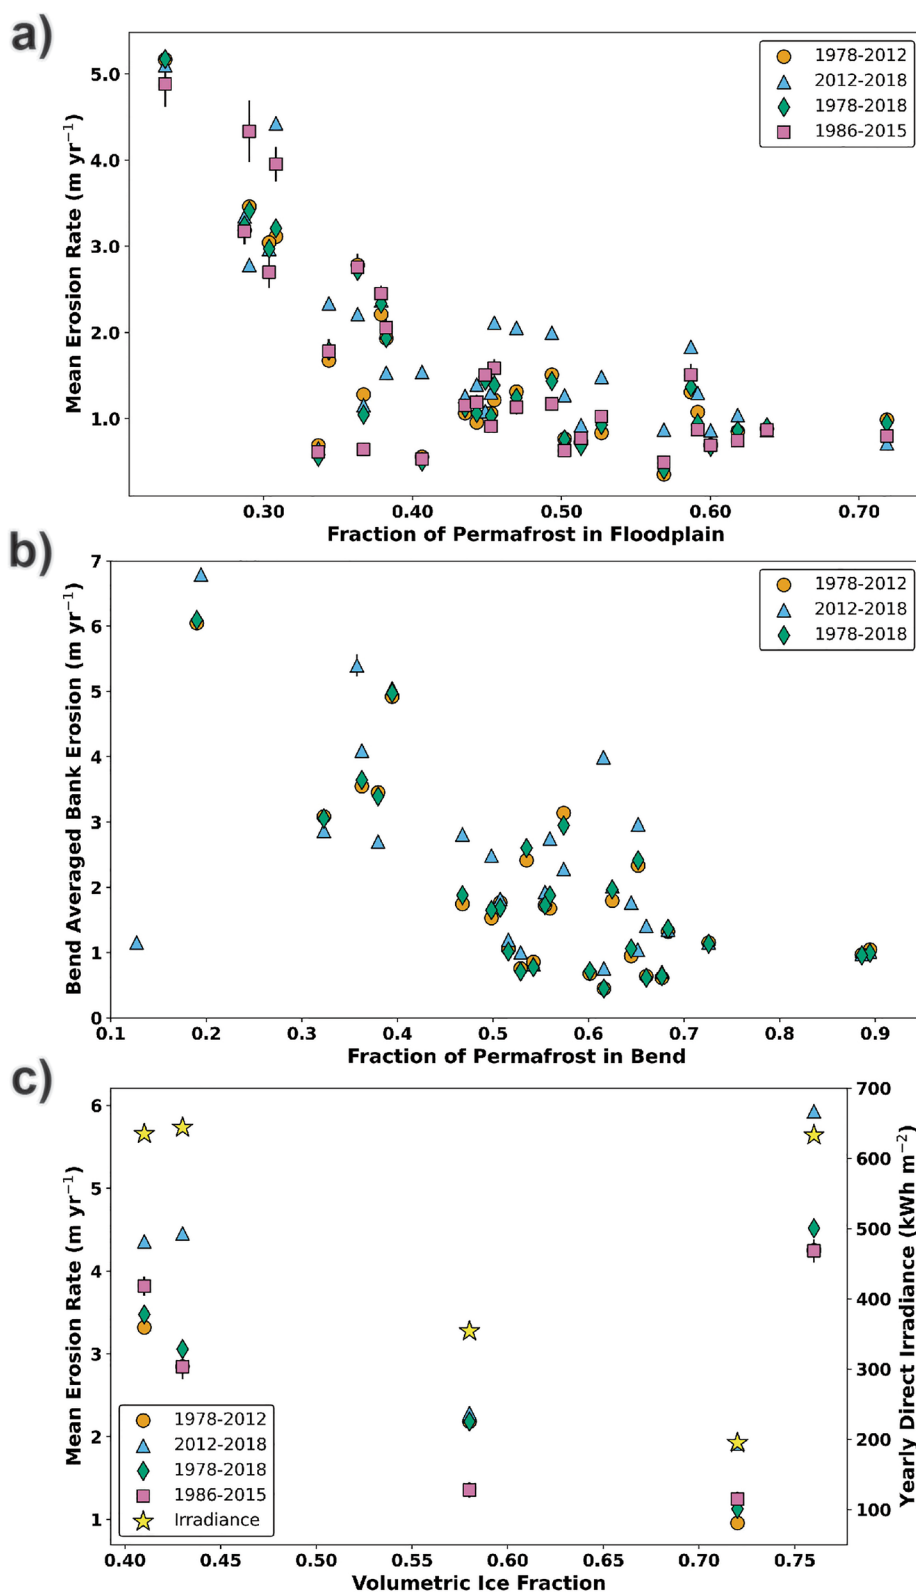 a)
Mean Erosion Rate (m yr⁻¹)
5.0
4.0
3.0
2.0
1.0
1978-2012
2012-2018
1978-2018
1986-2015
0.30 0.40 0.50 0.60 0.70
Fraction of Permafrost in Floodplain
b)
Bend Averaged Bank Erosion (m yr⁻¹)
7
6
5
4
3
2
1
0
1978-2012
2012-2018
1978-2018
0.1 0.2 0.3 0.4 0.5 0.6 0.7 0.8 0.9
Fraction of Permafrost in Bend
c)
Mean Erosion Rate (m yr⁻¹)
6
5
4
3
2
1
1978-2012
2012-2018
1978-2018
1986-2015
Irradiance
700
600
500
400
300
200
100
Yearly Direct Irradiance (kWh m⁻²)
0.40 0.45 0.50 0.55 0.60 0.65 0.70 0.75
Volumetric Ice Fraction